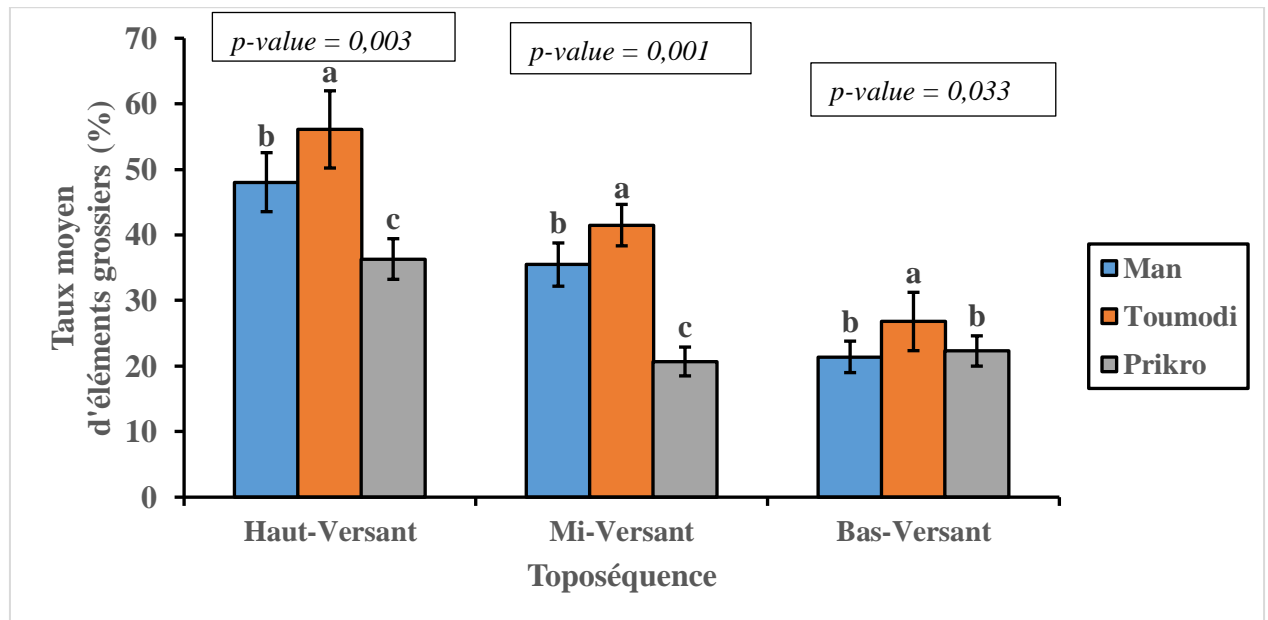 p-value = 0,003
p-value = 0,001
p-value = 0,033
Taux moyen
d'éléments grossiers (%)
70
60
50
40
30
20
10
0
b
a
c
b
a
c
b
a
b
Haut-Versant
Mi-Versant
Bas-Versant
Toposéquence
Man
Toumodi
Prikro